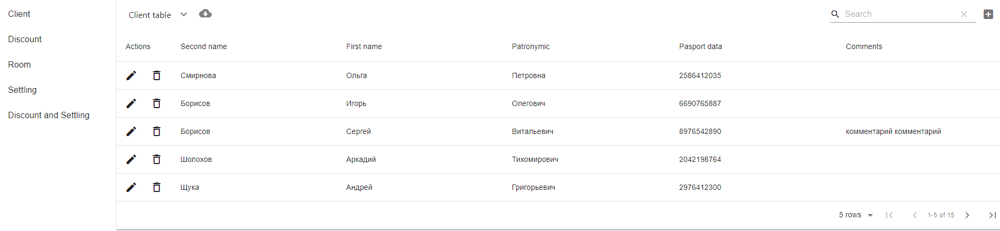 Client
Discount
Room
Settling
Discount and Settling
Client table
Search
Actions Second name First name Patronymic Pasport data Comments
Смирнова Ольга Петровна 2586412035
Борисов Игорь Олегович 6690765887
Борисов Сергей Витальевич 8976542890 комментарий комментарий
Шолохов Аркадий Тихомирович 2042198764
Щука Андрей Григорьевич 2976412300
5 rows 1-5 of 15